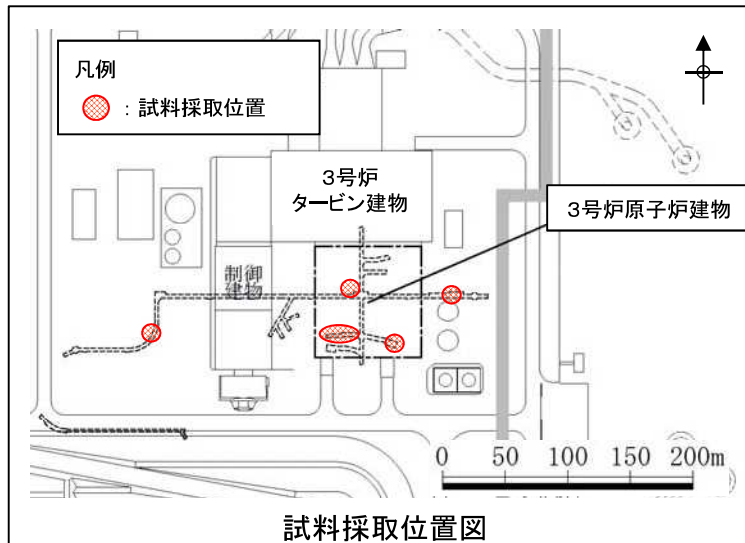 凡例
：試料採取位置
3号炉
タービン建物
3号炉原子炉建物
制御
建物
0 50 100 150 200m
試料採取位置図